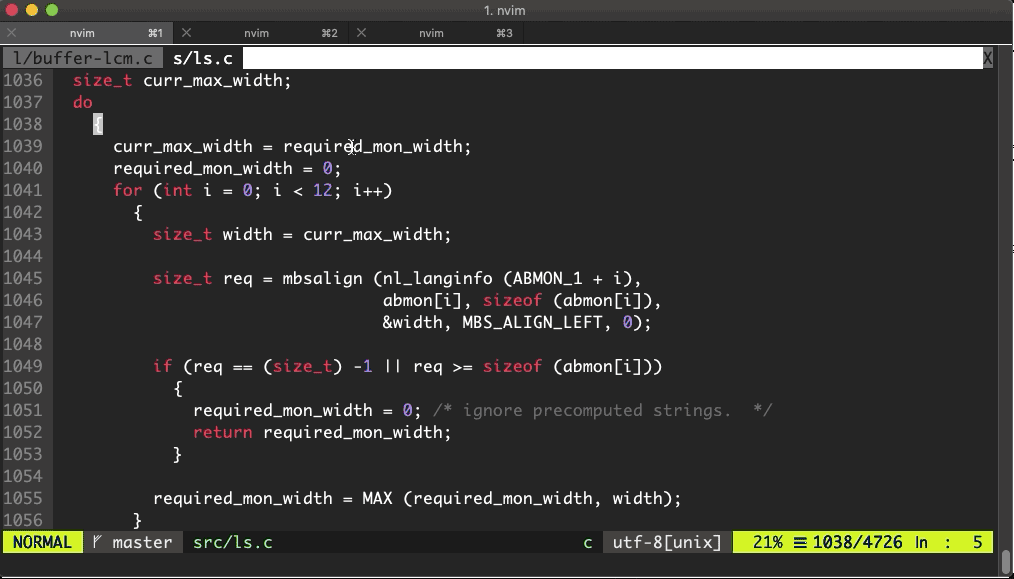 1. nvim
nvim ⌘1 nvim ⌘2 nvim ⌘3
l/buffer-lcm.c s/ls.c X
1036 size_t curr_max_width;
1037 do
1038 {
1039 curr_max_width = required_mon_width;
1040 required_mon_width = 0;
1041 for (int i = 0; i < 12; i++)
1042 {
1043 size_t width = curr_max_width;
1044
1045 size_t req = mbsalign (nl_langinfo (ABMON_1 + i),
1046 abmon[i], sizeof (abmon[i]),
1047 &width, MBS_ALIGN_LEFT, 0);
1048
1049 if (req == (size_t) -1 || req >= sizeof (abmon[i]))
1050 {
1051 required_mon_width = 0; /* ignore precomputed strings.  */
1052 return required_mon_width;
1053 }
1054
1055 required_mon_width = MAX (required_mon_width, width);
1056 }
NORMAL master src/ls.c c utf-8[unix] 21% ☰ 1038/4726 ln : 5